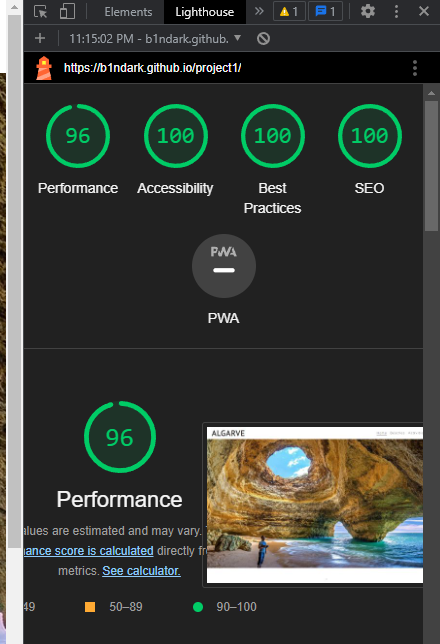 Elements Lighthouse » 1 1
11:15:02 PM - b1ndark.github.
https://b1ndark.github.io/project1/
96 100 100 100
Performance Accessibility Best Practices SEO
PWA
PWA
96
ALGARVE
Performance
alues are estimated and may vary.
ance score is calculated directly fr
metrics. See calculator.
49 50–89 90–100